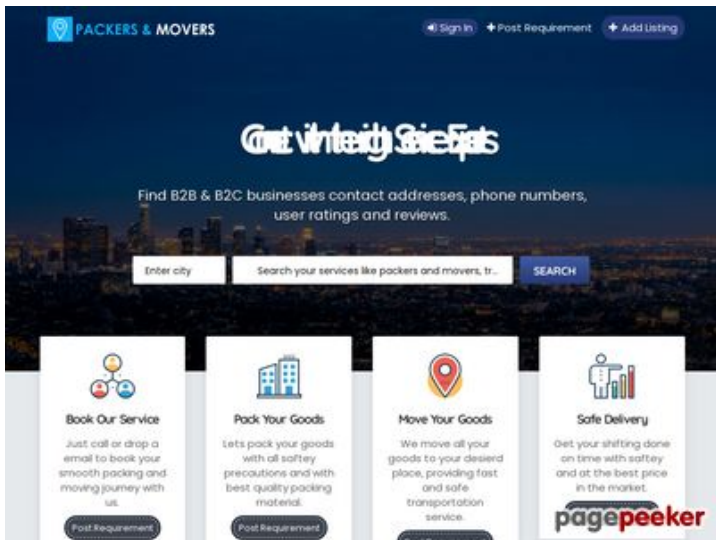 PACKERS & MOVERS
Sign In
Post Requirement
Add Listing
Find B2B & B2C businesses contact addresses, phone numbers,
user ratings and reviews.
Enter city
Search your services like packers and movers, tr...
SEARCH
Book Our Service
Just call or drop a
email to book your
smooth packing and
moving journey with
us.
Post Requirement
Pack Your Goods
Lets pack your goods
with all saftey
precautions and with
best quality packing
material.
Post Requirement
Move Your Goods
We move all your
goods to your desierd
place, providing fast
and safe
transportation
service.
Safe Delivery
Get your shifting done
on time with saftey
and at the best price
in the market.
pagepeeker